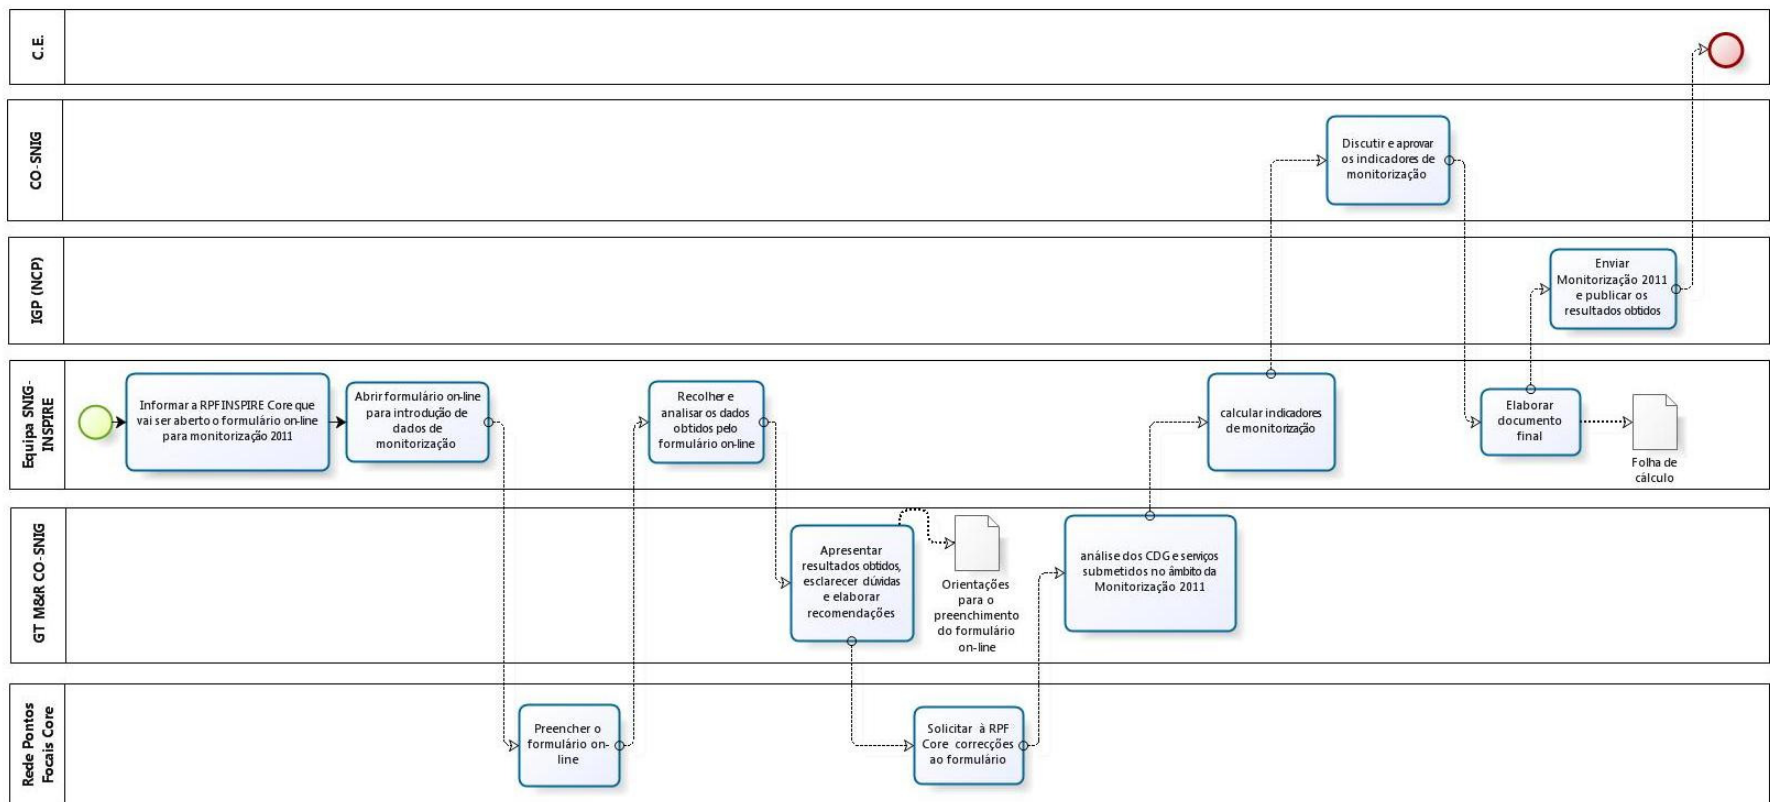 C.E.
CO-SNIG
Discutir e aprovar
os indicadores de
monitorização
IGP (NCP)
Enviar
Monitorização 2011
e publicar os
resultados obtidos
Equipa SNIG-
INSPIRE
Informar a RPF INSPIRE Core que
vai ser aberto o formulário on-line
para monitorização 2011
Abrir formulário on-line
para introdução de
dados de
monitorização
Recolher e
analisar os dados
obtidos pelo
formulário on-line
calcular indicadores
de monitorização
Elaborar
documento
final
Folha de
cálculo
GT M&R CO-SNIG
Apresentar
resultados obtidos,
esclarecer dúvidas
e elaborar
recomendações
Orientações
para o
preenchimento
do formulário
on-line
análise dos CDG e serviços
submetidos no âmbito da
Monitorização 2011
Rede Pontos
Focais Core
Preencher o
formulário on-
line
Solicitar à RPF
Core correcções
ao formulário